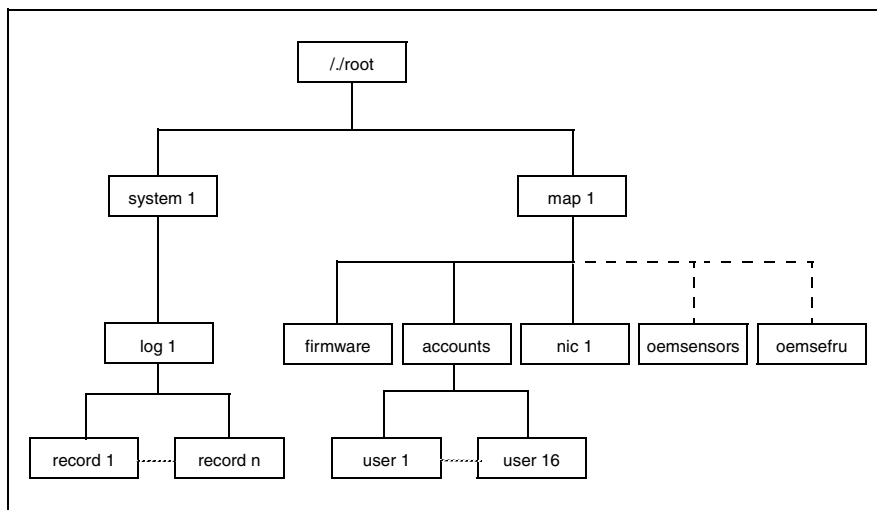 /./root
system 1
map 1
log 1
firmware
accounts
nic 1
oemsensors
oemsefru
record 1
record n
user 1
user 16